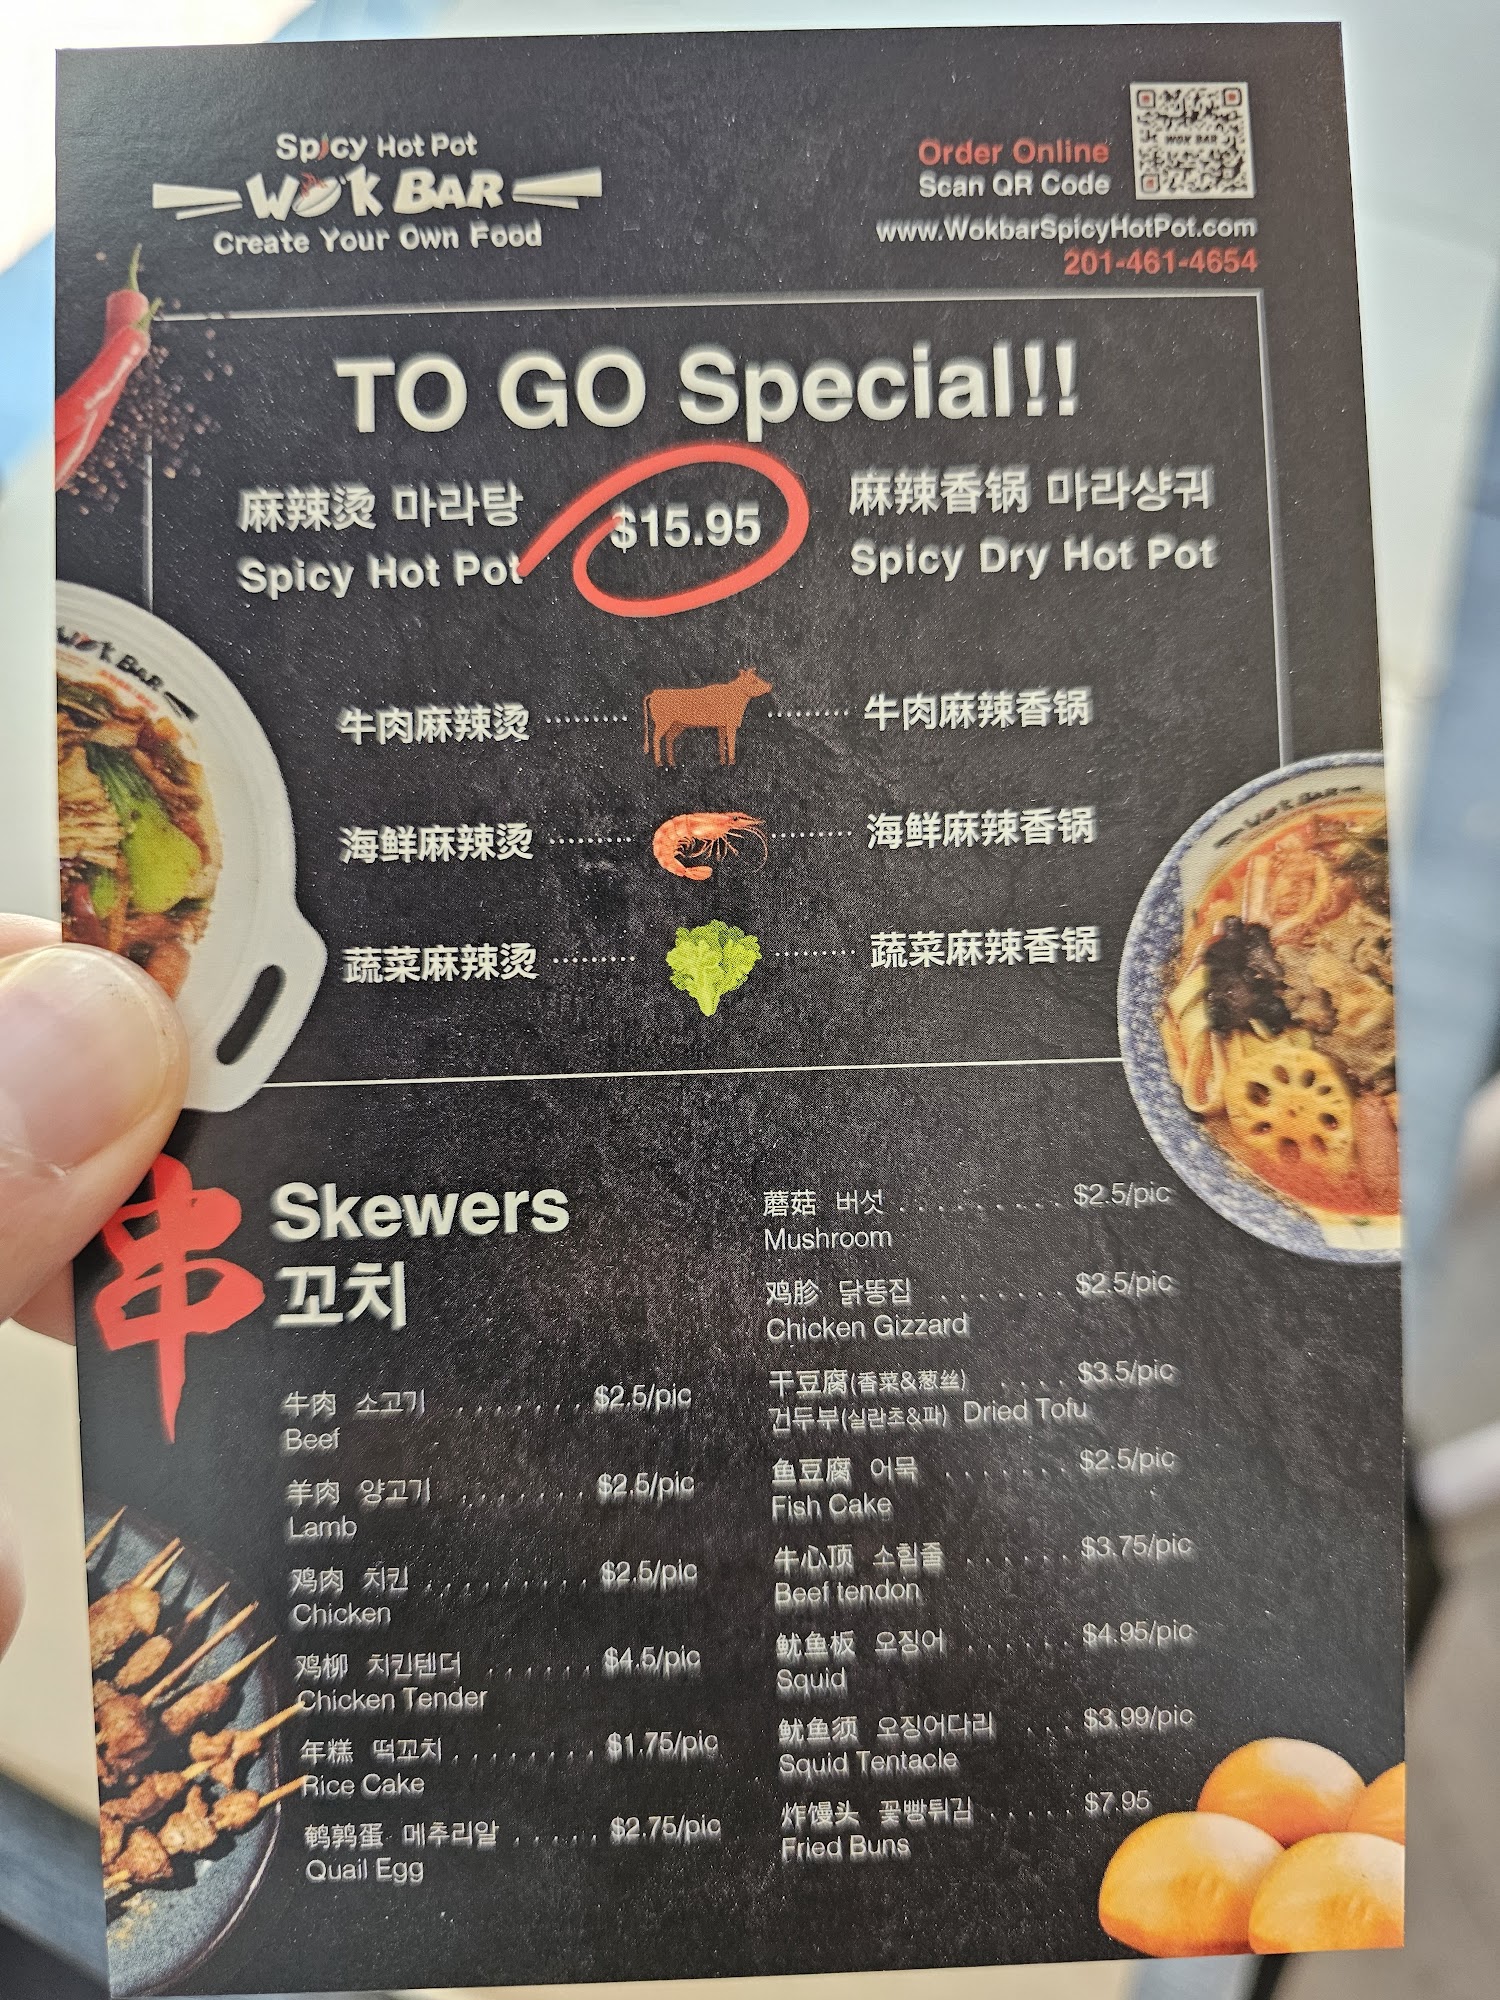 Spicy Hot Pot
WOK BAR
Create Your Own Food
Order Online
Scan QR Code
WOK BAR
www.WokbarSpicyHotPot.com
201-461-4654
TO GO Special!!
麻辣烫 마라탕
Spicy Hot Pot
$15.95
麻辣香锅 마라샹궈
Spicy Dry Hot Pot
牛肉麻辣烫 牛肉麻辣香锅
海鲜麻辣烫 海鲜麻辣香锅
蔬菜麻辣烫 蔬菜麻辣香锅
WOK BAR
WOK BAR
串
Skewers
꼬치
牛肉 소고기 ........ $2.5/pic
Beef
羊肉 양고기 ....... $2.5/pic
Lamb
鸡肉 치킨 ......... $2.5/pic
Chicken
鸡柳 치킨텐더 ...... $4.5/pic
Chicken Tender
年糕 떡꼬치 ........ $1.75/pic
Rice Cake
鹌鹑蛋 메추리알 ..... $2.75/pic
Quail Egg
蘑菇 버섯 ......... $2.5/pic
Mushroom
鸡胗 닭똥집 ....... $2.5/pic
Chicken Gizzard
干豆腐(香菜&葱丝) .... $3.5/pic
건두부(실란초&파) Dried Tofu
鱼豆腐 어묵 ....... $2.5/pic
Fish Cake
牛心顶 소힘줄 ...... $3.75/pic
Beef tendon
鱿鱼板 오징어 ...... $4.95/pic
Squid
鱿鱼须 오징어다리 ... $3.99/pic
Squid Tentacle
炸馒头 꽃빵튀김 ..... $7.95
Fried Buns